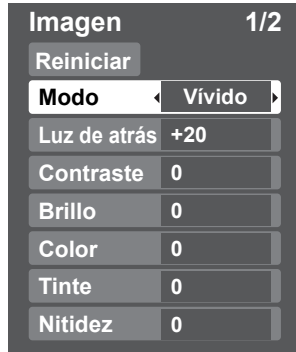 Imagen 1/2
Reiniciar
Modo Vívido
Luz de atrás +20
Contraste 0
Brillo 0
Color 0
Tinte 0
Nitidez 0